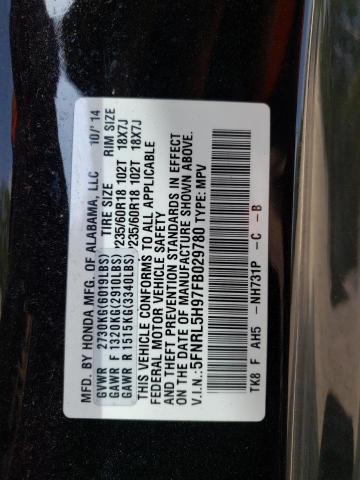 MFD. BY HONDA MFG. OF ALABAMA, LLC 10/'14
TIRE SIZE RIM SIZE
GVWR 2730KG(6019LBS)
GAWR F 1320KG(2910LBS) P235/60R18 102T 18X7J
GAWR R 1515KG(3340LBS) P235/60R18 102T 18X7J
THIS VEHICLE CONFORMS TO ALL APPLICABLE
FEDERAL MOTOR VEHICLE SAFETY
AND THEFT PREVENTION STANDARDS IN EFFECT
ON THE DATE OF MANUFACTURE SHOWN ABOVE.
V.I.N.:5FNRL5H97FB029780 TYPE: MPV
TK8 F AH5 -NH731P -C -B